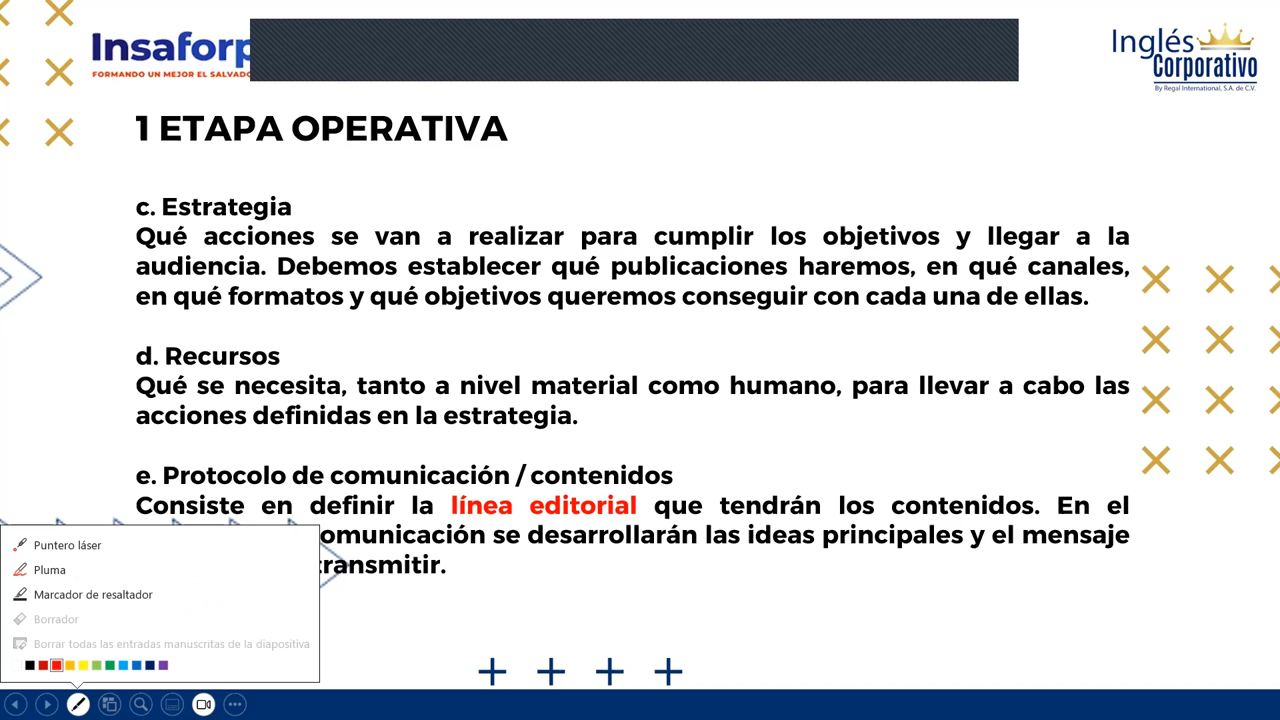 Insaforp
FORMANDO UN MEJOR EL SALVADO
Inglés
Corporativo
By Regal International, S.A. de C.V.
1 ETAPA OPERATIVA
c. Estrategia
Qué acciones se van a realizar para cumplir los objetivos y llegar a la
audiencia. Debemos establecer qué publicaciones haremos, en qué canales,
en qué formatos y qué objetivos queremos conseguir con cada una de ellas.
d. Recursos
Qué se necesita, tanto a nivel material como humano, para llevar a cabo las
acciones definidas en la estrategia.
e. Protocolo de comunicación / contenidos
Consiste en definir la línea editorial que tendrán los contenidos. En el
omunicación se desarrollarán las ideas principales y el mensaje
transmitir.
Puntero láser
Pluma
Marcador de resaltador
Borrador
Borrar todas las entradas manuscritas de la diapositiva